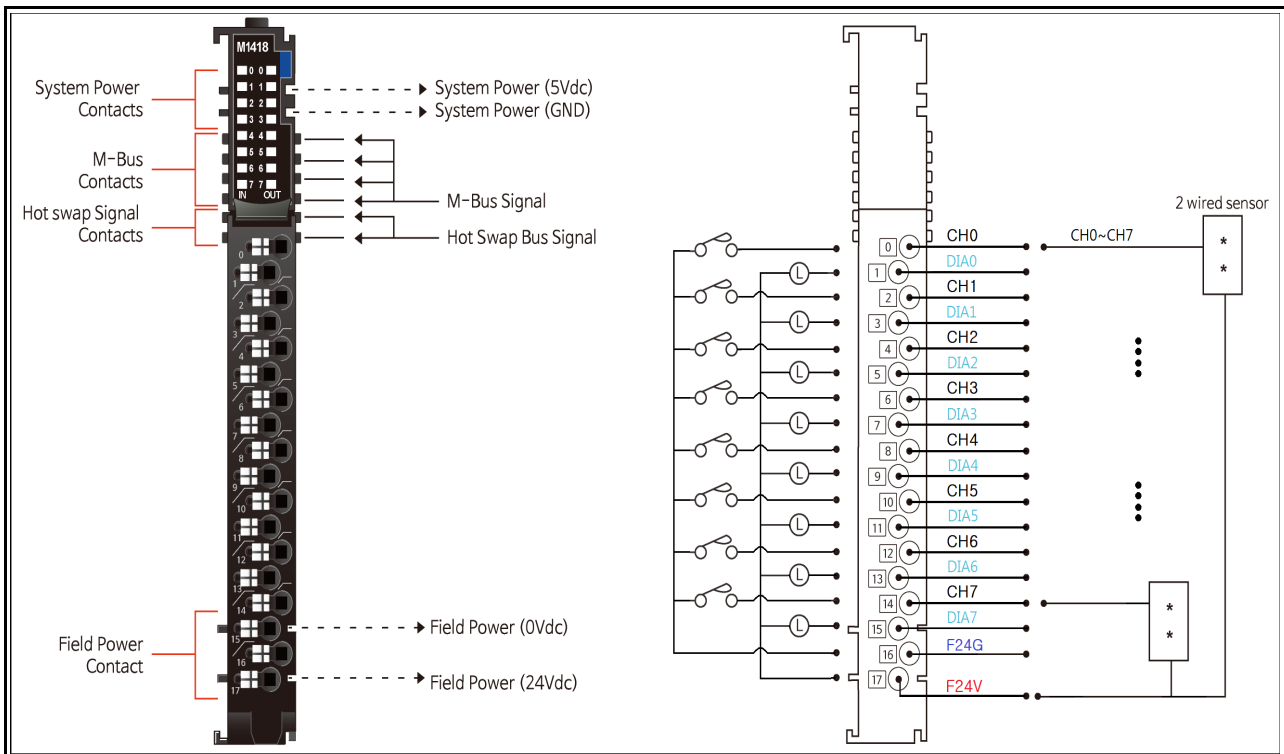 M1418
0 0
1 1
2 2
3 3
4 4
5 5
6 6
7 7
IN OUT
System Power
Contacts
M-Bus
Contacts
Hot swap Signal
Contacts
Field Power
Contact
System Power (5Vdc)
System Power (GND)
M-Bus Signal
Hot Swap Bus Signal
Field Power (0Vdc)
Field Power (24Vdc)
0
1
2
3
4
5
6
7
8
9
10
11
12
13
14
15
16
17
L
L
L
L
L
L
L
L
0 CH0
1 DIA0
2 CH1
3 DIA1
4 CH2
5 DIA2
6 CH3
7 DIA3
8 CH4
9 DIA4
10 CH5
11 DIA5
12 CH6
13 DIA6
14 CH7
15 DIA7
16 F24G
17 F24V
CH0~CH7
2 wired sensor
*
*
*
*